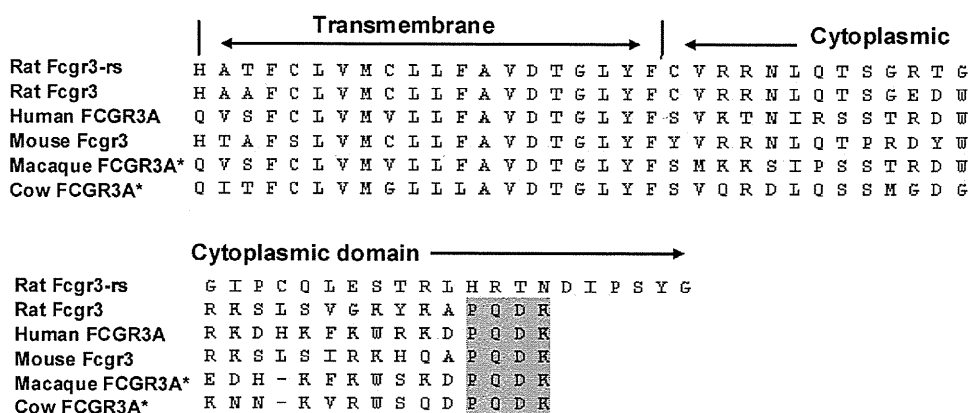 Transmembrane Cytoplasmic
Rat Fcgr3-rs H A T F C L V M C L L F A V D T G L Y F C V R R N L Q T S G R T G
Rat Fcgr3 H A A F C L V M C L L F A V D T G L Y F C V R R N L Q T S G E D W
Human FCGR3A Q V S F C L V M V L L F A V D T G L Y F S V K T N I R S S T R D W
Mouse Fcgr3 H T A F S L V M C L L F A V D T G L Y F Y V R R N L Q T P R D Y W
Macaque FCGR3A* Q V S F C L V M V L L F A V D T G L Y F S M K K S I P S S T R D W
Cow FCGR3A* Q I T F C L V M G L L L A V D T G L Y F S V Q R D L Q S S M G D G
Cytoplasmic domain
Rat Fcgr3-rs G I P C Q L E S T R L H R T N D I P S Y G
Rat Fcgr3 R K S L S V G K Y K A P Q D K
Human FCGR3A R K D H K F K W R K D P Q D K
Mouse Fcgr3 R K S L S I R K H Q A P Q D K
Macaque FCGR3A* E D H - K F K W S K D P Q D K
Cow FCGR3A* K N N - K V R W S Q D P Q D K